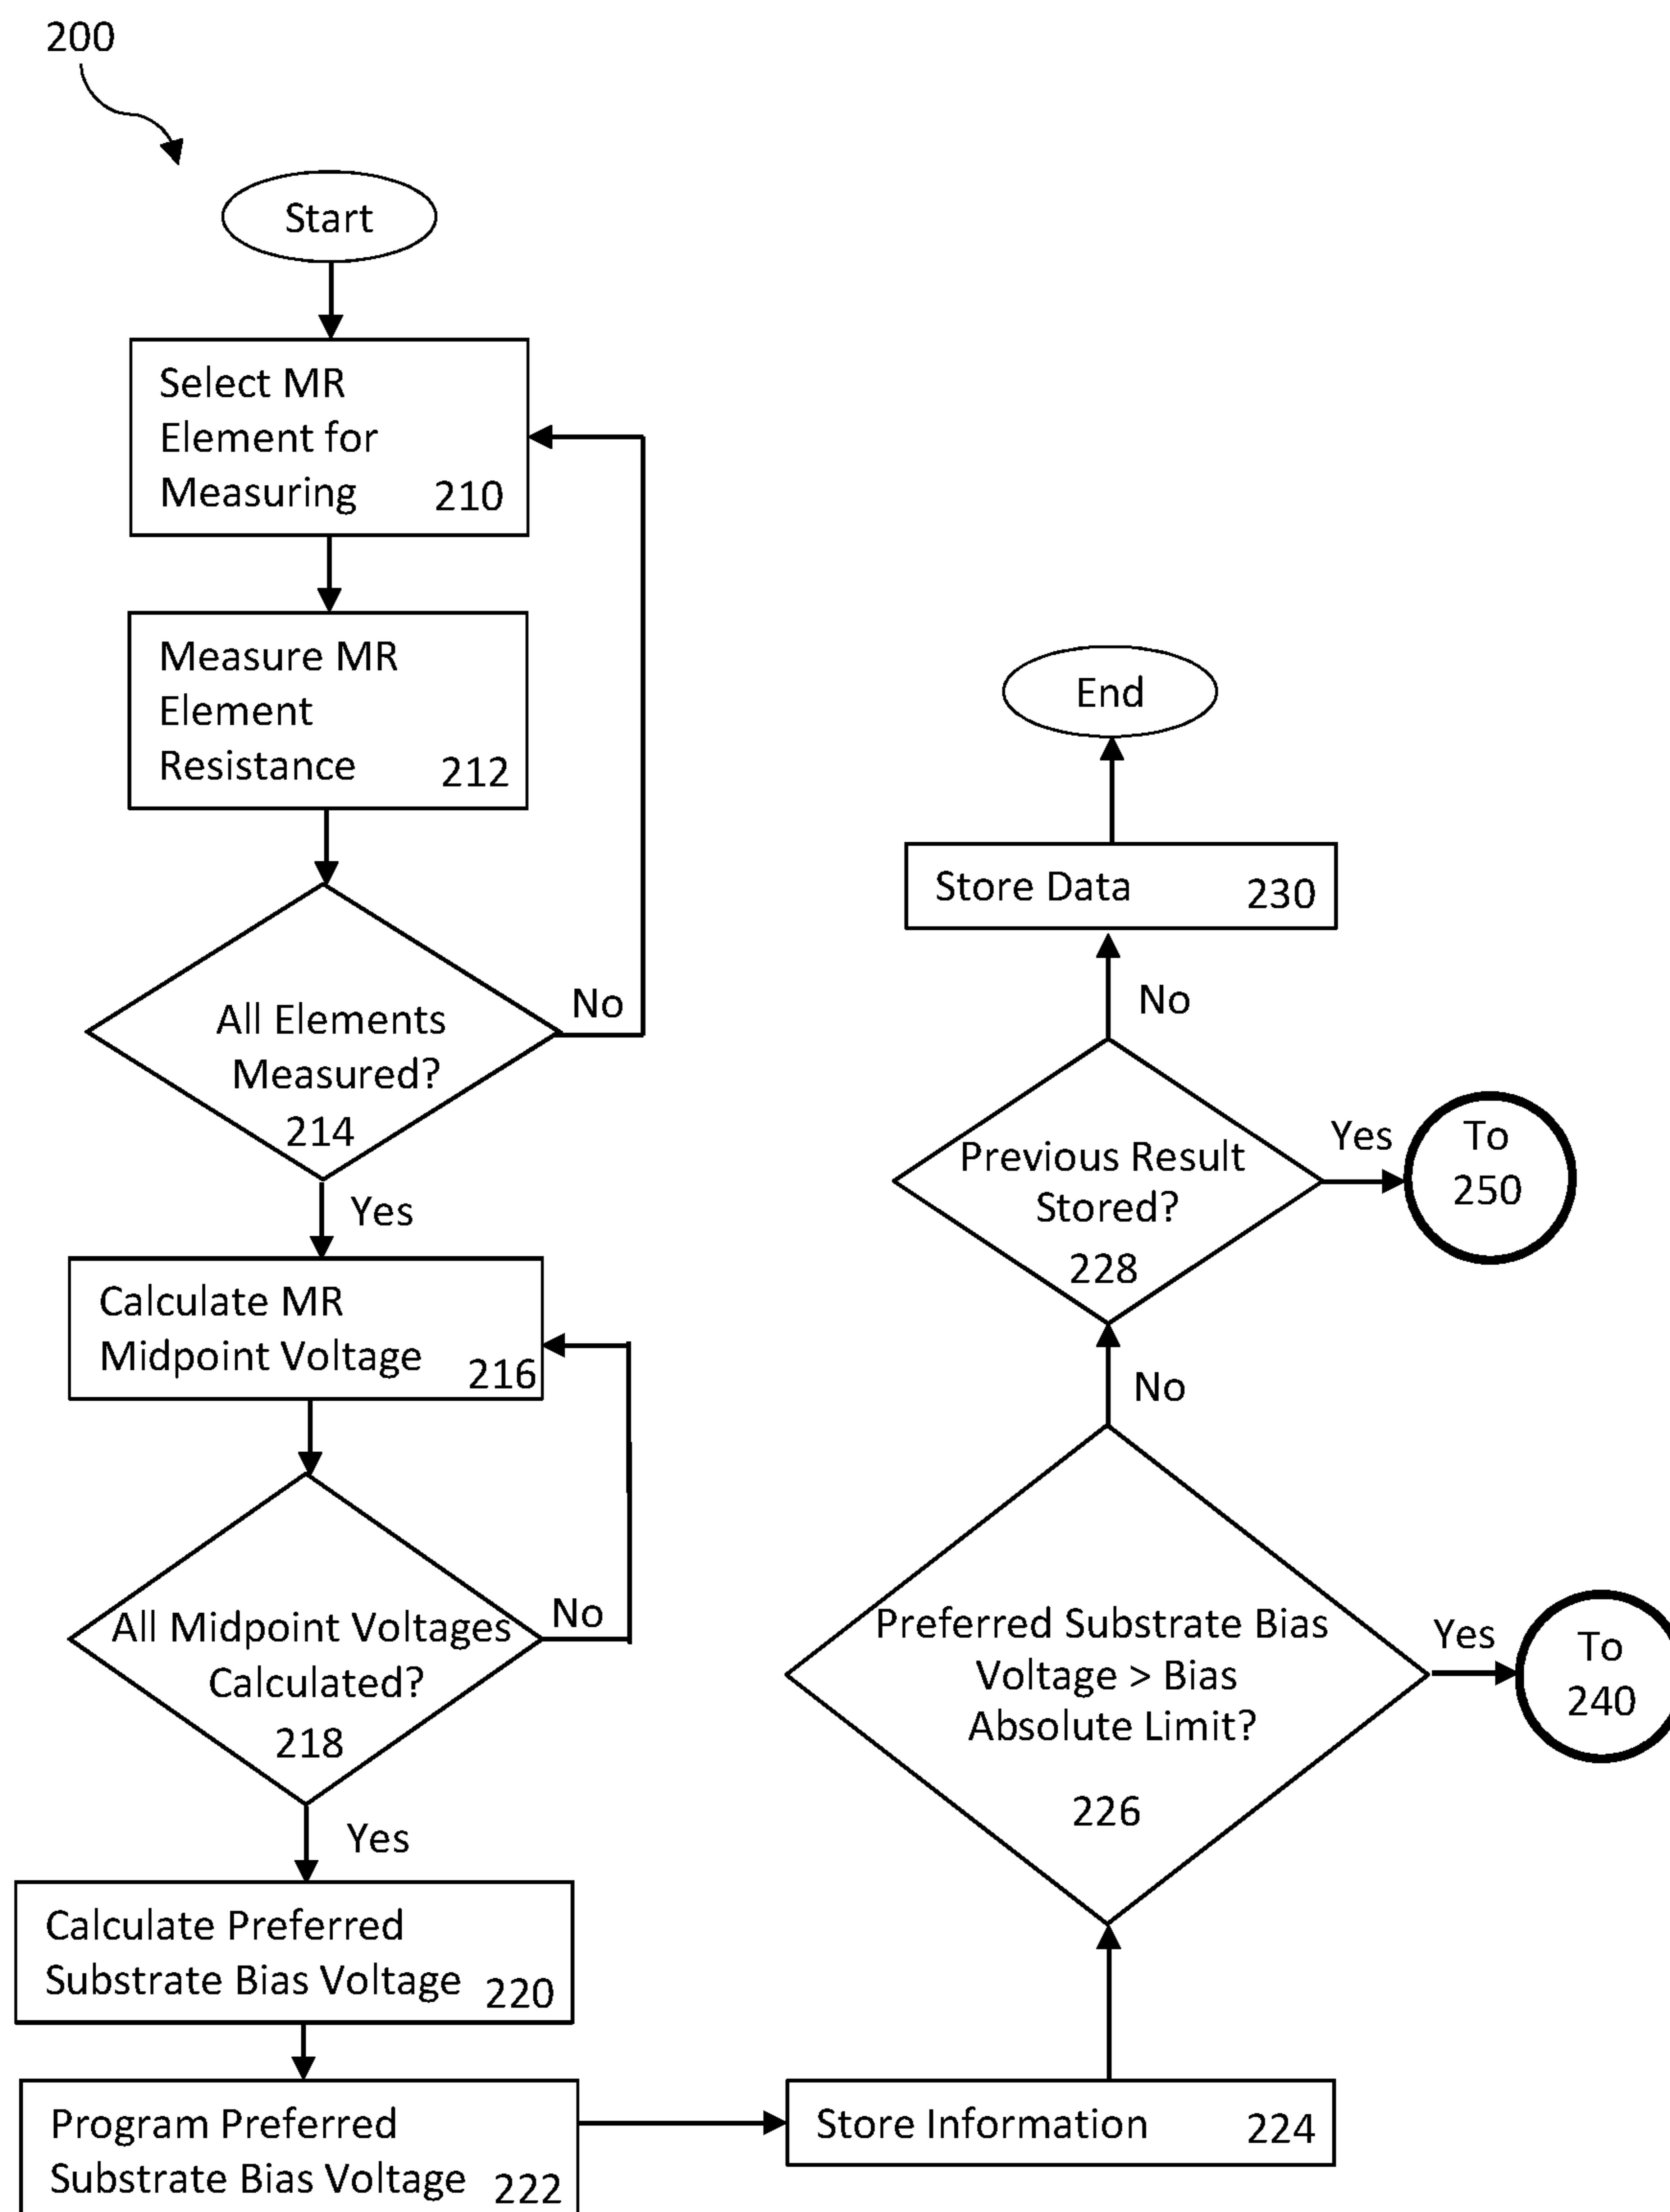 200
Start
Select MR
Element for
Measuring 210
Measure MR
Element
Resistance 212
All Elements
Measured?
214
No
Yes
Calculate MR
Midpoint Voltage 216
All Midpoint Voltages
Calculated?
218
No
Yes
Calculate Preferred
Substrate Bias Voltage 220
Program Preferred
Substrate Bias Voltage 222
Store Information 224
Preferred Substrate Bias
Voltage > Bias
Absolute Limit?
226
Yes
To
240
No
Previous Result
Stored?
228
Yes
To
250
No
Store Data 230
End